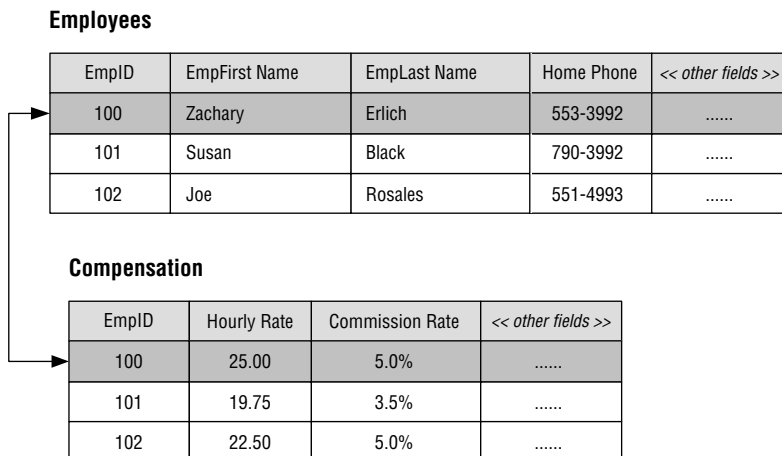 Employees
EmpID EmpFirst Name EmpLast Name Home Phone << other fields >>
100 Zachary Erlich 553-3992 ......
101 Susan Black 790-3992 ......
102 Joe Rosales 551-4993 ......
Compensation
EmpID Hourly Rate Commission Rate << other fields >>
100 25.00 5.0% ......
101 19.75 3.5% ......
102 22.50 5.0% ......